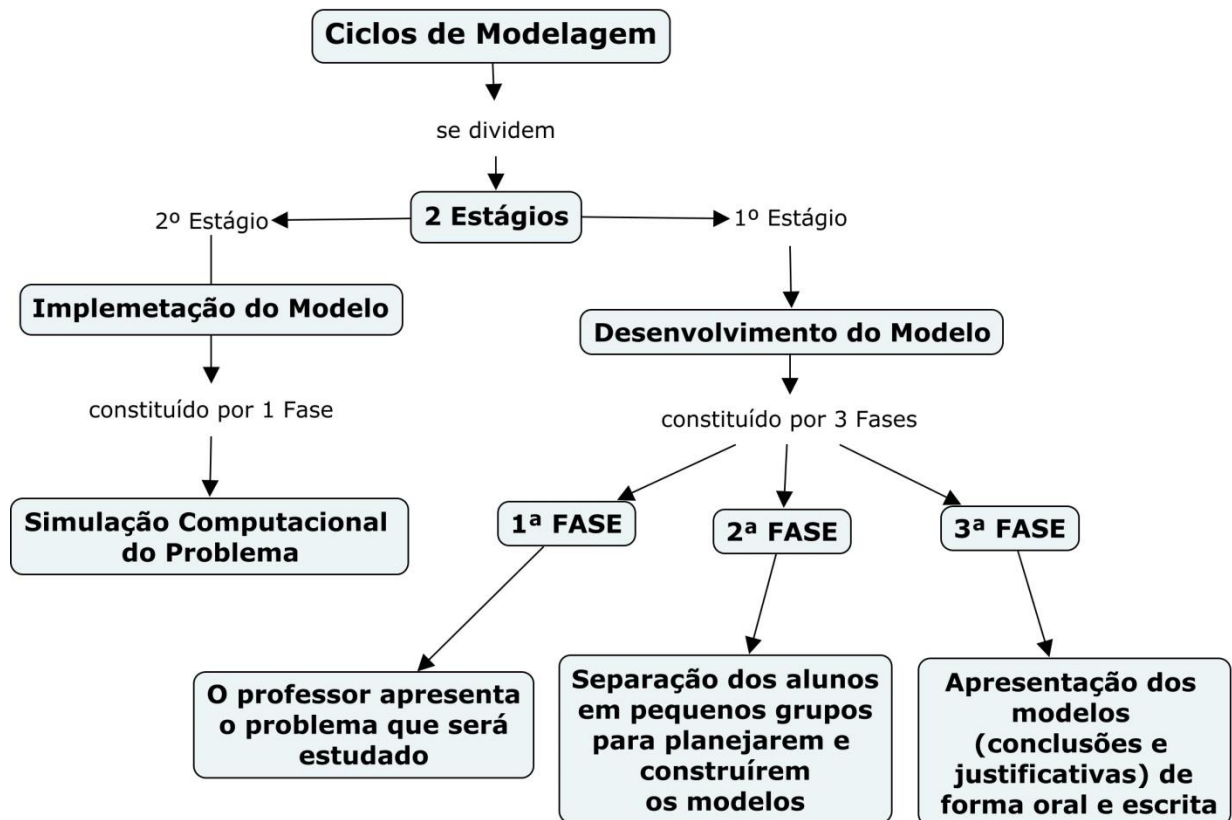 Ciclos de Modelagem
se dividem
2 Estágios
2º Estágio
1º Estágio
Implemetação do Modelo
Desenvolvimento do Modelo
constituído por 1 Fase
constituído por 3 Fases
Simulação Computacional
do Problema
1ª FASE
2ª FASE
3ª FASE
O professor apresenta
o problema que será
estudado
Separação dos alunos
em pequenos grupos
para planejarem e
construírem
os modelos
Apresentação dos
modelos
(conclusões e
justificativas) de
forma oral e escrita